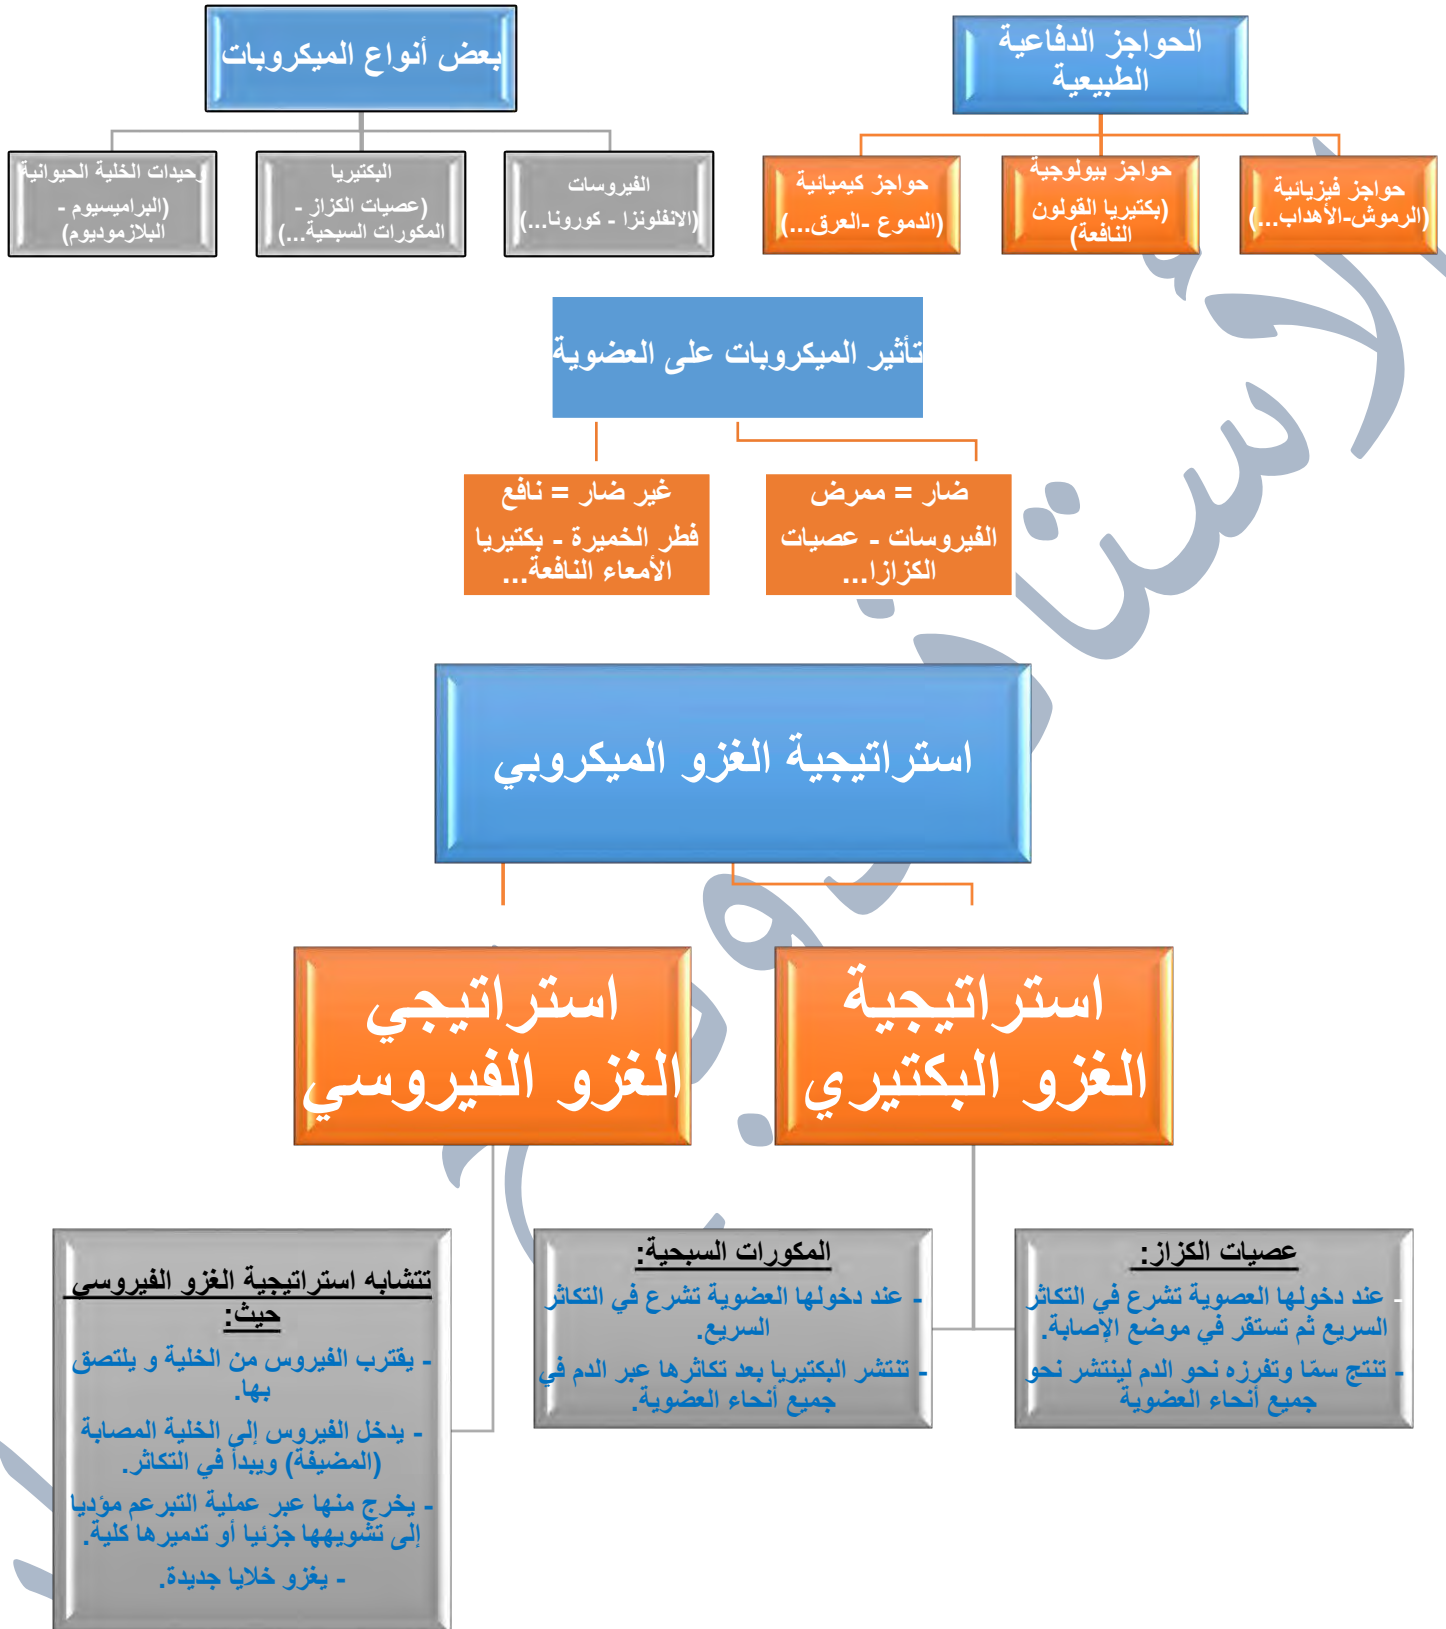 الحواجز الدفاعية
الطبيعية
حواجز فيزيائية
(الرموش-الأهداب...)
حواجز بيولوجية
(بكتيريا القولون
النافعة)
حواجز كيميائية
(الدموع -العرق...)
بعض أنواع الميكروبات
الفيروسات
(الانفلونزا - كورونا...)
البكتيريا
(عصيات الكزاز -
المكورات السبحية...)
وحيدات الخلية الحيوانية
(البراميسيوم -
البلازموديوم)
تأثير الميكروبات على العضوية
ضار = ممرض
الفيروسات - عصيات
الكزازا...
غير ضار = نافع
فطر الخميرة - بكتيريا
الأمعاء النافعة...
استراتيجية الغزو الميكروبي
استراتيجية
الغزو البكتيري
استراتيجي
الغزو الفيروسي
عصيات الكزاز:
- عند دخولها العصوية تشرع في التكاثر
السريع ثم تستقر في موضع الإصابة.
- تنتج سمّا وتفرزه نحو الدم لينتشر نحو
جميع أنحاء العضوية
المكورات السبحية:
- عند دخولها العضوية تشرع في التكاثر
السريع.
- تنتشر البكتيريا بعد تكاثرها عبر الدم في
جميع أنحاء العضوية.
تتشابه استراتيجية الغزو الفيروسي
حيث:
- يقترب الفيروس من الخلية و يلتصق
بها.
- يدخل الفيروس إلى الخلية المصابة
(المضيفة) ويبدأ في التكاثر.
- يخرج منها عبر عملية التبرعم مؤديا
إلى تشويهها جزئيا أو تدميرها كلية.
- يغزو خلايا جديدة.